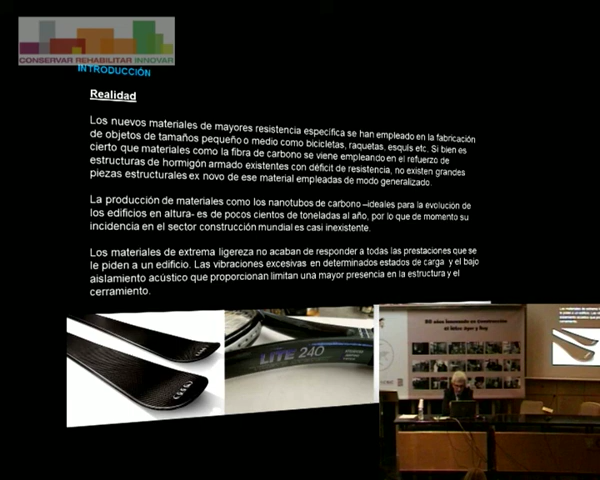 CONSERVAR REHABILITAR INNOVAR
INTRODUCCIÓN
Realidad
Los nuevos materiales de mayores resistencia específica se han empleado en la fabricación
de objetos de tamaños pequeño o medio como bicicletas, raquetas, esquís etc. Si bien es
cierto que materiales como la fibra de carbono se viene empleando en el refuerzo de
estructuras de hormigón armado existentes con déficit de resistencia, no existen grandes
piezas estructurales ex novo de ese material empleadas de modo generalizado.
La producción de materiales como los nanotubos de carbono –ideales para la evolución de
los edificios en altura- es de pocos cientos de toneladas al año, por lo que de momento su
incidencia en el sector construcción mundial es casi inexistente.
Los materiales de extrema ligereza no acaban de responder a todas las prestaciones que se
le piden a un edificio. Las vibraciones excesivas en determinados estados de carga y el bajo
aislamiento acústico que proporcionan limitan una mayor presencia en la estructura y el
cerramiento.
LITE 240